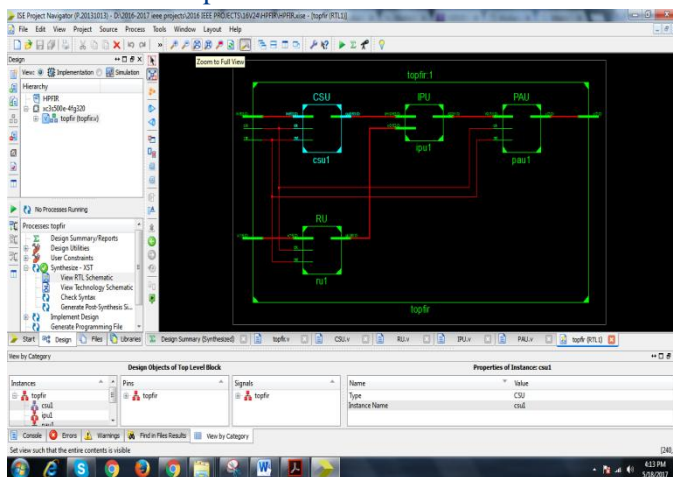 ISE Project Navigator (P.20131013) - D:\2016-2017 ieee projects\2016 IEEE PROJECTS\16V24\HPFIR\HPFIR.xise - [topfir (RTL1)]
File Edit View Project Source Process Tools Window Layout Help
Zoom to Full View
Design
View: Implementation Simulation
Hierarchy
HPFIR
xc3s500e-4fg320
topfir (topfir.v)
No Processes Running
Processes: topfir
Design Summary/Reports
Design Utilities
User Constraints
Synthesize - XST
View RTL Schematic
View Technology Schematic
Check Syntax
Generate Post-Synthesis Si...
Implement Design
Generate Programming File
topfir:1
CSU
IPU
PAU
csu1
ipu1
pau1
RU
ru1
topfir
Start Design Files Libraries
Design Summary (Synthesized) topfir.v CSU.v RU.v IPU.v PAU.v topfir (RTL1)
View by Category
Design Objects of Top Level Block
Properties of Instance: csu1
Instances Pins Signals Name Value
topfir topfir topfir Type CSU
csu1 Instance Name csu1
ipu1
pau1
Console Errors Warnings Find in Files Results View by Category
Set view such that the entire contents is visible
[240,
4:13 PM
5/18/2017